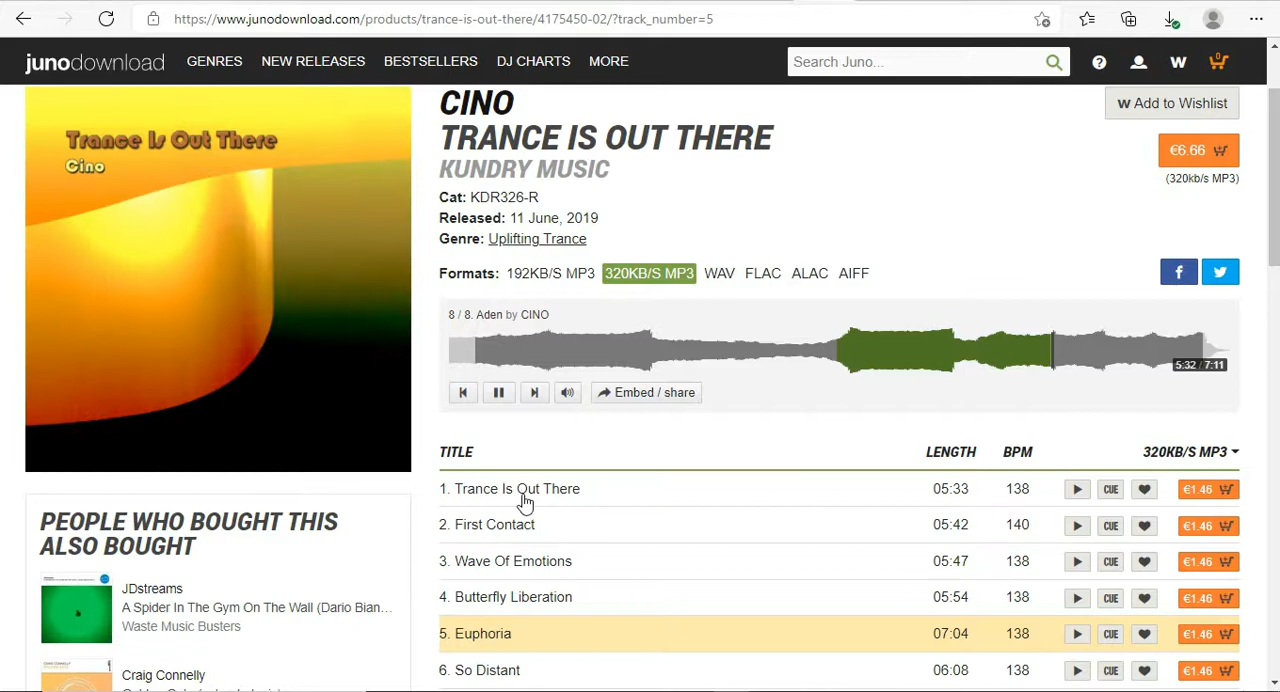 https://www.junodownload.com/products/trance-is-out-there/4175450-02/?track_number=5
junodownload GENRES NEW RELEASES BESTSELLERS DJ CHARTS MORE Search Juno... ? W 0
Trance Is Out There
Cino
CINO
TRANCE IS OUT THERE
KUNDRY MUSIC
W Add to Wishlist
€6.66
(320kb/s MP3)
Cat: KDR326-R
Released: 11 June, 2019
Genre: Uplifting Trance
Formats: 192KB/S MP3 320KB/S MP3 WAV FLAC ALAC AIFF
8 / 8. Aden by CINO
5:32 / 7:11
Embed / share
TITLE LENGTH BPM 320KB/S MP3
1. Trance Is Out There 05:33 138 CUE €1.46
2. First Contact 05:42 140 CUE €1.46
3. Wave Of Emotions 05:47 138 CUE €1.46
4. Butterfly Liberation 05:54 138 CUE €1.46
5. Euphoria 07:04 138 CUE €1.46
6. So Distant 06:08 138 CUE €1.46
PEOPLE WHO BOUGHT THIS
ALSO BOUGHT
JDstreams
A Spider In The Gym On The Wall (Dario Bian...
Waste Music Busters
Craig Connelly